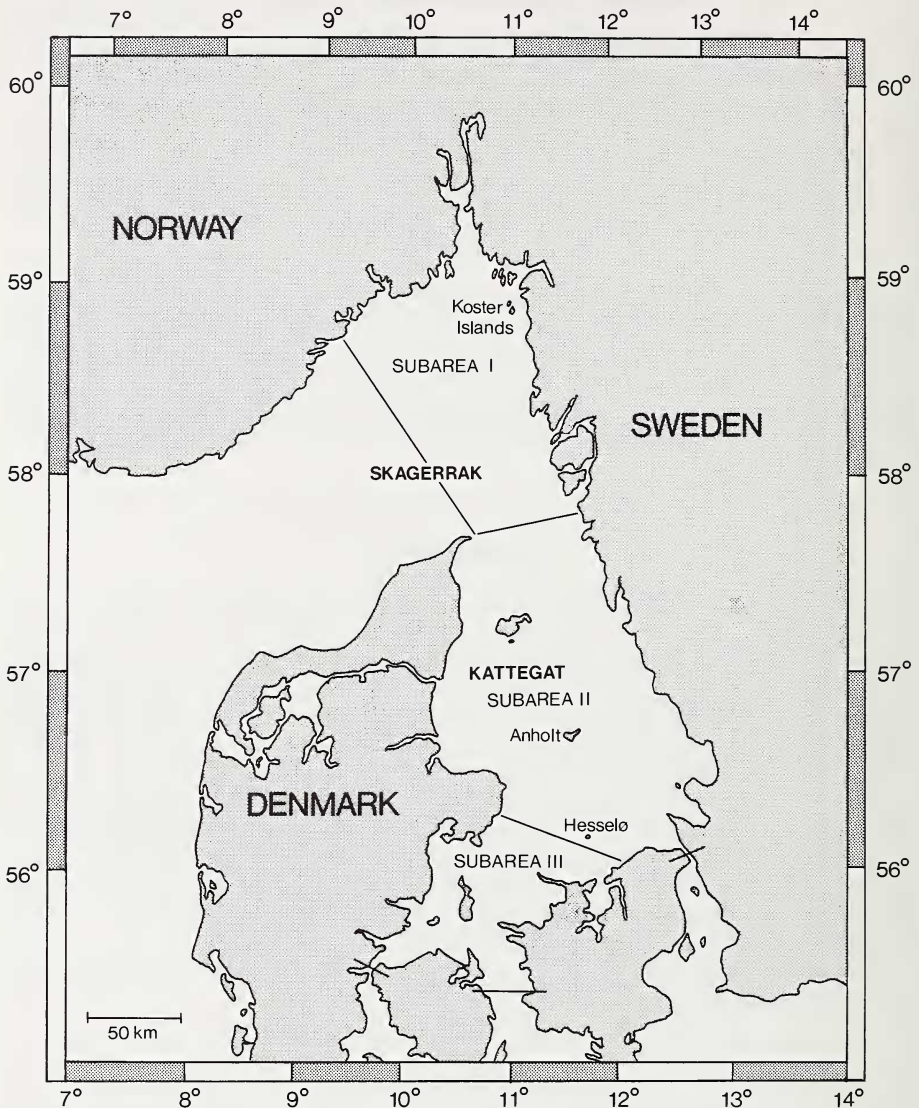 7° 8° 9° 10° 11° 12° 13° 14°
60° 60°
NORWAY
59° 59°
Koster
Islands
SUBAREA I
SWEDEN
58° 58°
SKAGERRAK
57° 57°
KATTEGAT
SUBAREA II
Anholt
DENMARK
Hesselø
SUBAREA III
56° 56°
50 km
7° 8° 9° 10° 11° 12° 13° 14°